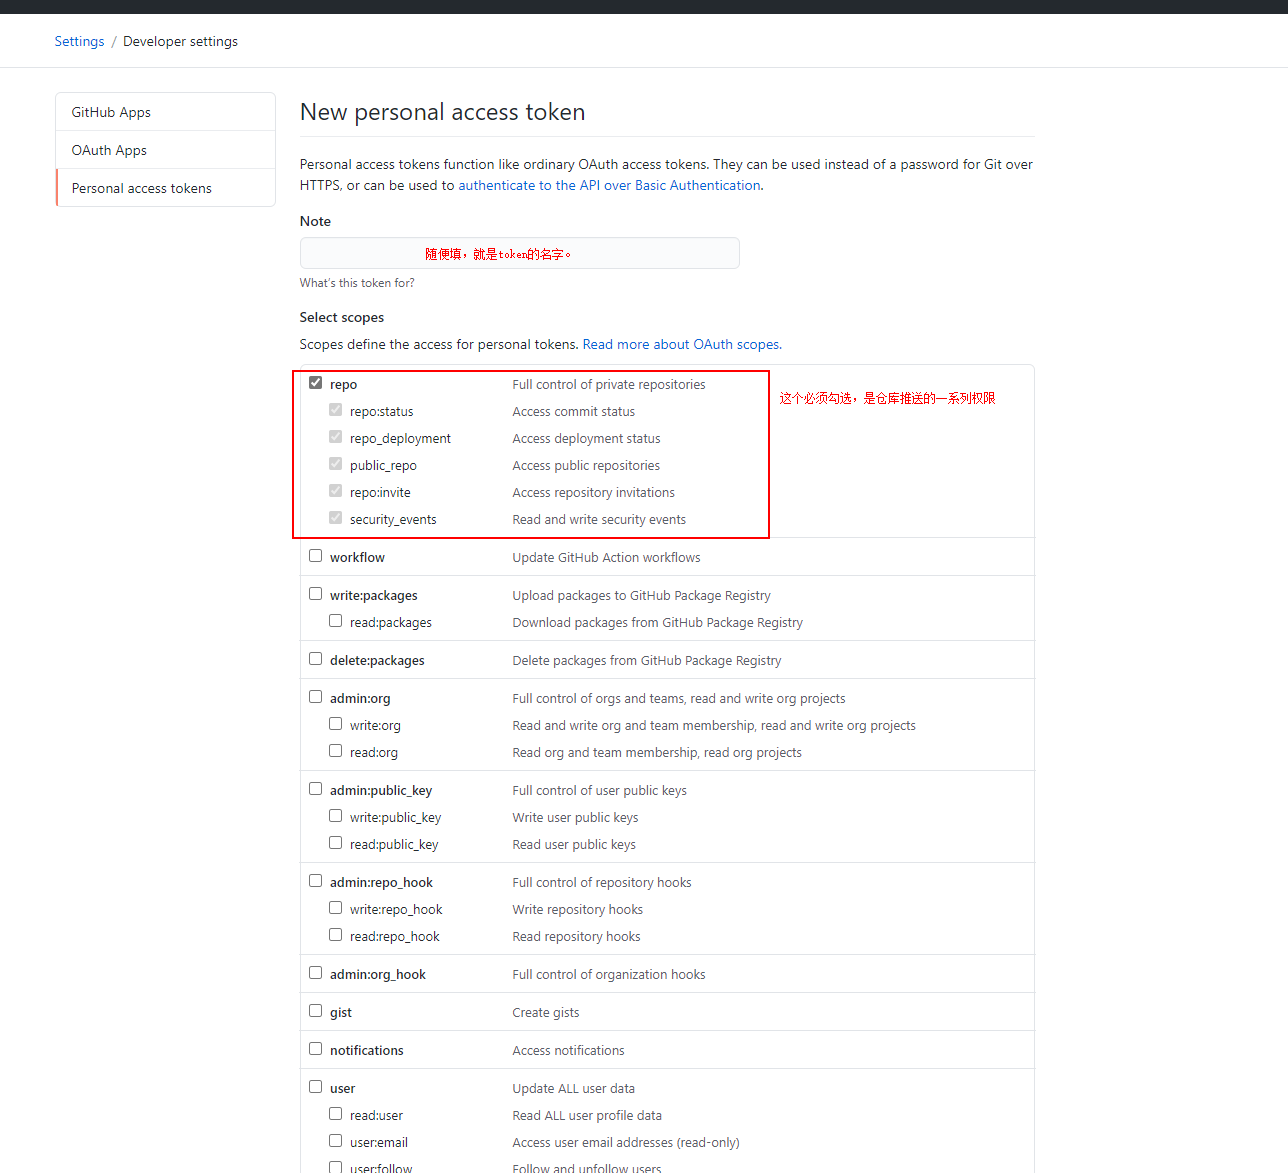 Settings / Developer settings
GitHub Apps
OAuth Apps
Personal access tokens
New personal access token
Personal access tokens function like ordinary OAuth access tokens. They can be used instead of a password for Git over
HTTPS, or can be used to authenticate to the API over Basic Authentication.
Note
随便填，就是token的名字。
What's this token for?
Select scopes
Scopes define the access for personal tokens. Read more about OAuth scopes.
repo Full control of private repositories
这个必须勾选，是仓库推送的一系列权限
repo:status Access commit status
repo_deployment Access deployment status
public_repo Access public repositories
repo:invite Access repository invitations
security_events Read and write security events
workflow Update GitHub Action workflows
write:packages Upload packages to GitHub Package Registry
read:packages Download packages from GitHub Package Registry
delete:packages Delete packages from GitHub Package Registry
admin:org Full control of orgs and teams, read and write org projects
write:org Read and write org and team membership, read and write org projects
read:org Read org and team membership, read org projects
admin:public_key Full control of user public keys
write:public_key Write user public keys
read:public_key Read user public keys
admin:repo_hook Full control of repository hooks
write:repo_hook Write repository hooks
read:repo_hook Read repository hooks
admin:org_hook Full control of organization hooks
gist Create gists
notifications Access notifications
user Update ALL user data
read:user Read ALL user profile data
user:email Access user email addresses (read-only)
user:follow Follow and unfollow users